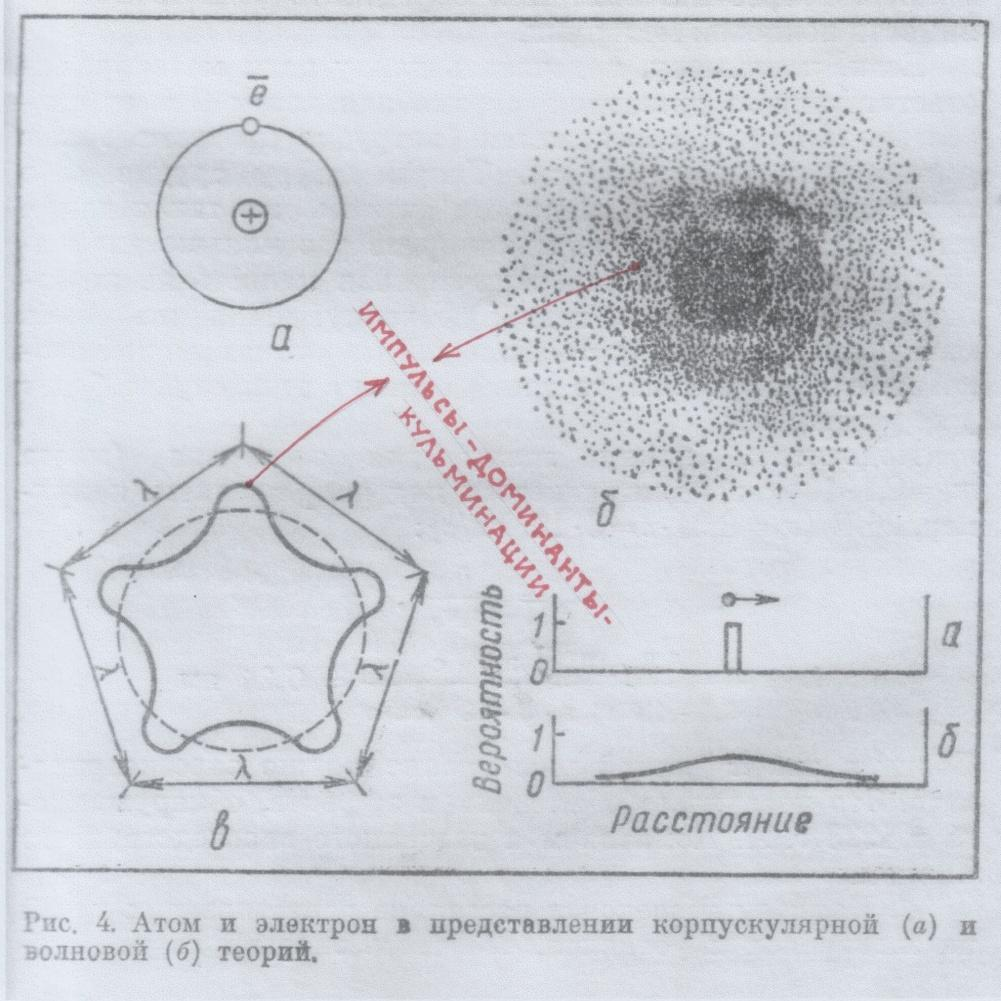 e̅
+
а
ИМПУЛЬСЫ-ДОМИНАНТЫ-
КУЛЬМИНАЦИИ
б
λ λ
λ λ
λ
в
Вероятность
1
0
а
1
0
б
Расстояние
Рис. 4. Атом и электрон в представлении корпускулярной (а) и
волновой (б) теорий.